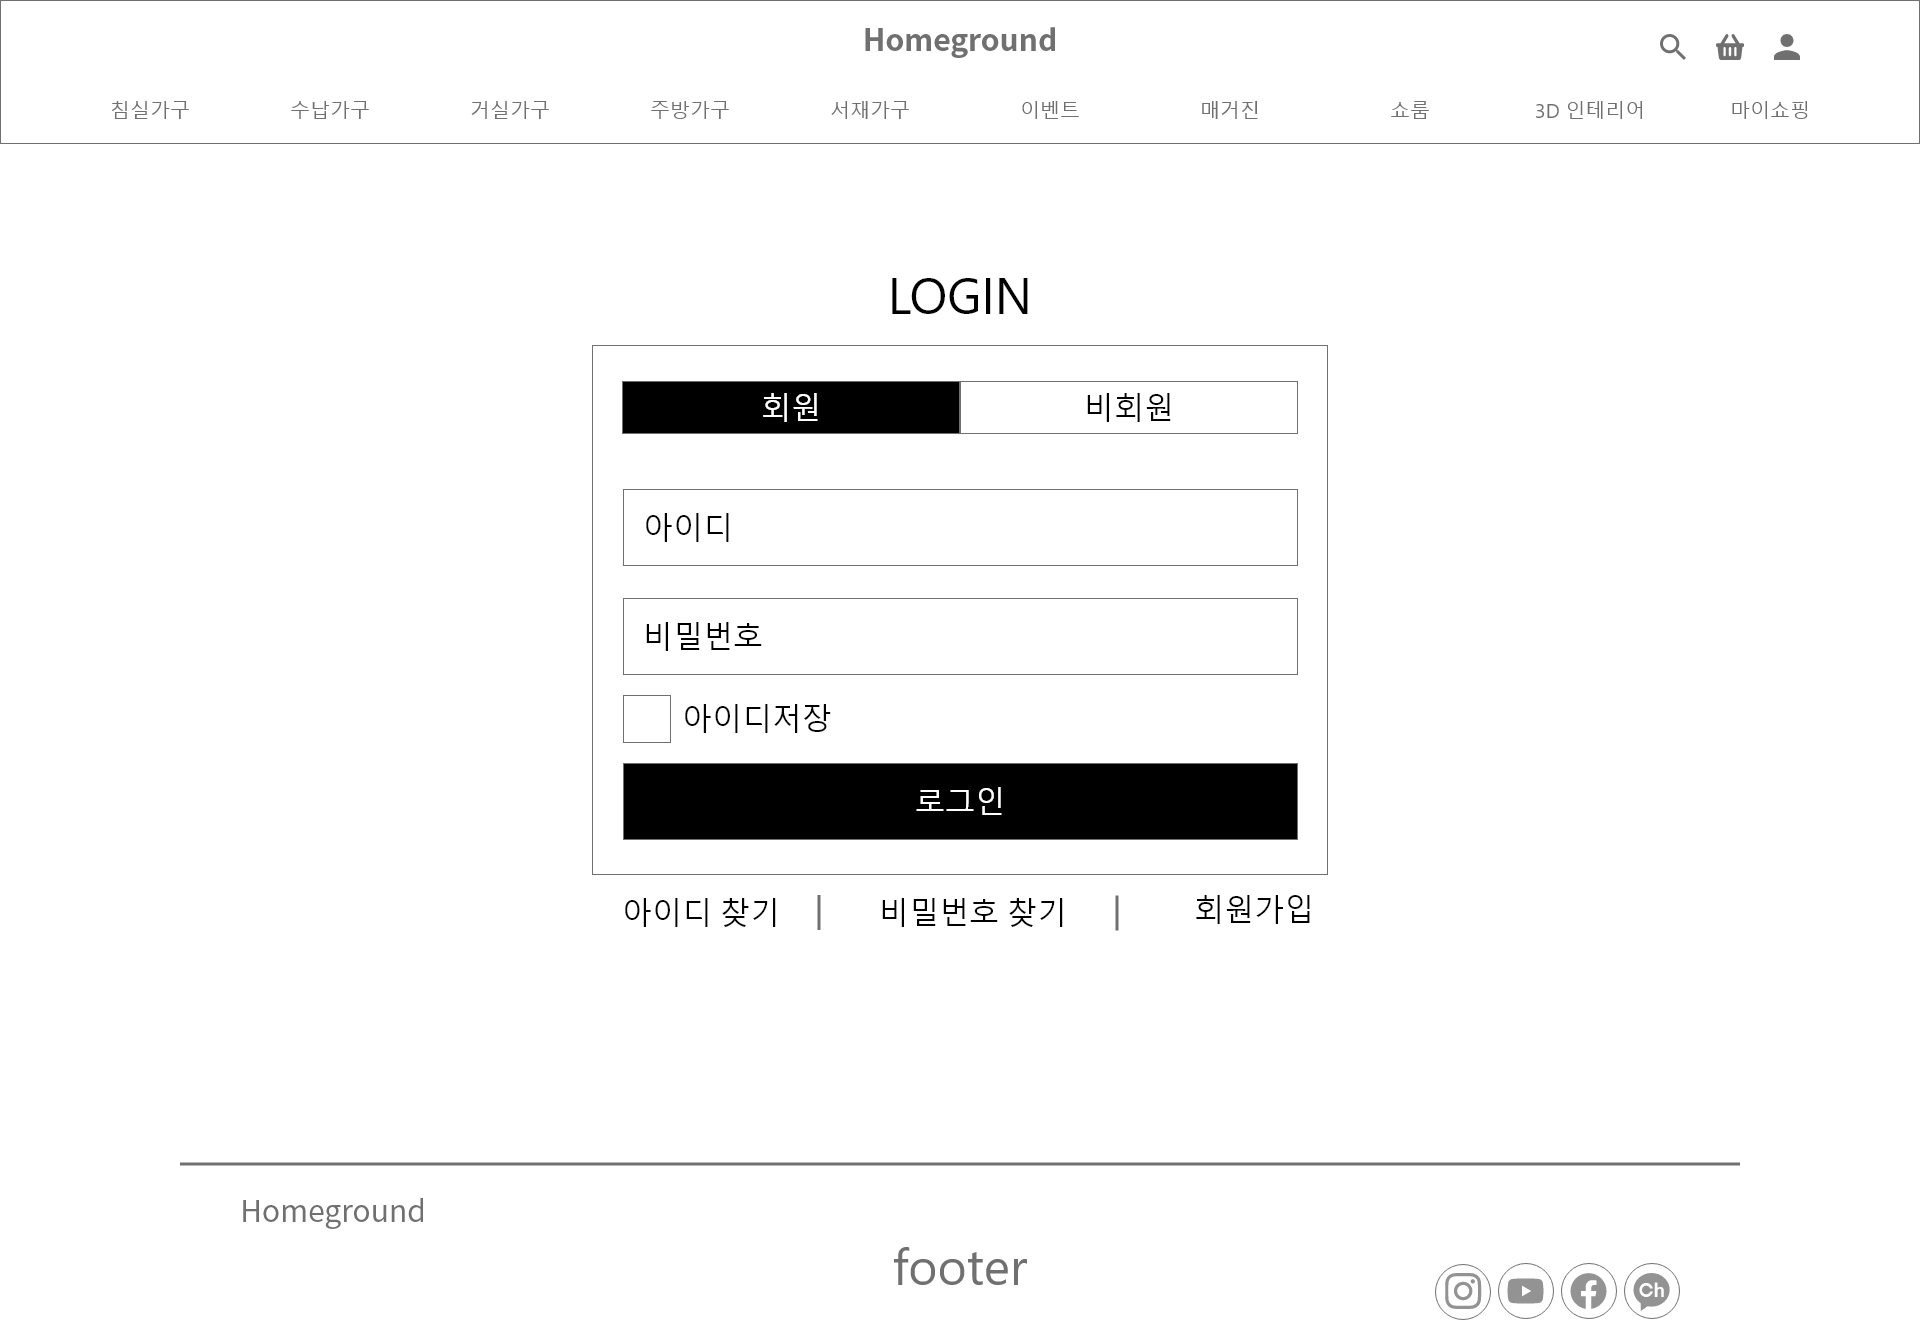 Homeground
침실가구 수납가구 거실가구 주방가구 서재가구 이벤트 매거진 쇼룸 3D 인테리어 마이쇼핑
LOGIN
회원 비회원
아이디
비밀번호
아이디저장
로그인
아이디 찾기 | 비밀번호 찾기 | 회원가입
Homeground
footer
Ch